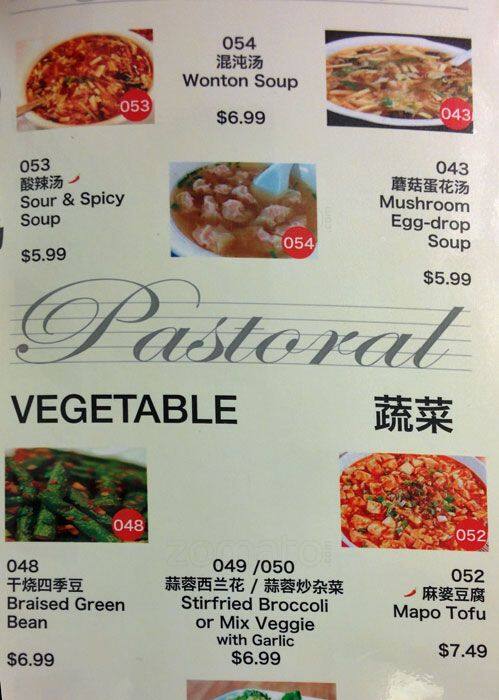 054
混沌汤
Wonton Soup
$6.99
053
043
053
酸辣汤
Sour & Spicy
Soup
$5.99
054
043
蘑菇蛋花汤
Mushroom
Egg-drop
Soup
$5.99
Pastoral
VEGETABLE 蔬菜
048
052
zomato
048
干烧四季豆
Braised Green
Bean
$6.99
049 /050
蒜蓉西兰花 / 蒜蓉炒杂菜
Stirfried Broccoli
or Mix Veggie
with Garlic
$6.99
052
麻婆豆腐
Mapo Tofu
$7.49